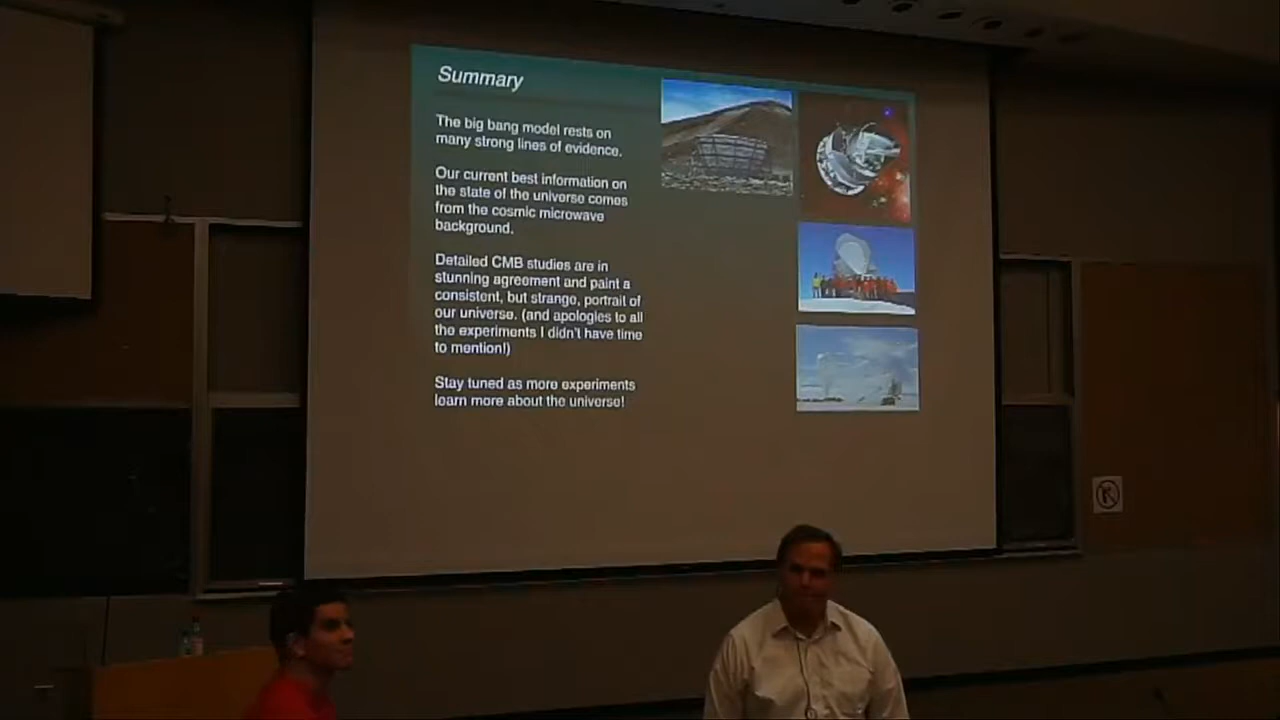 Summary
The big bang model rests on
many strong lines of evidence.
Our current best information on
the state of the universe comes
from the cosmic microwave
background.
Detailed CMB studies are in
stunning agreement and paint a
consistent, but strange, portrait of
our universe. (and apologies to all
the experiments I didn't have time
to mention!)
Stay tuned as more experiments
learn more about the universe!